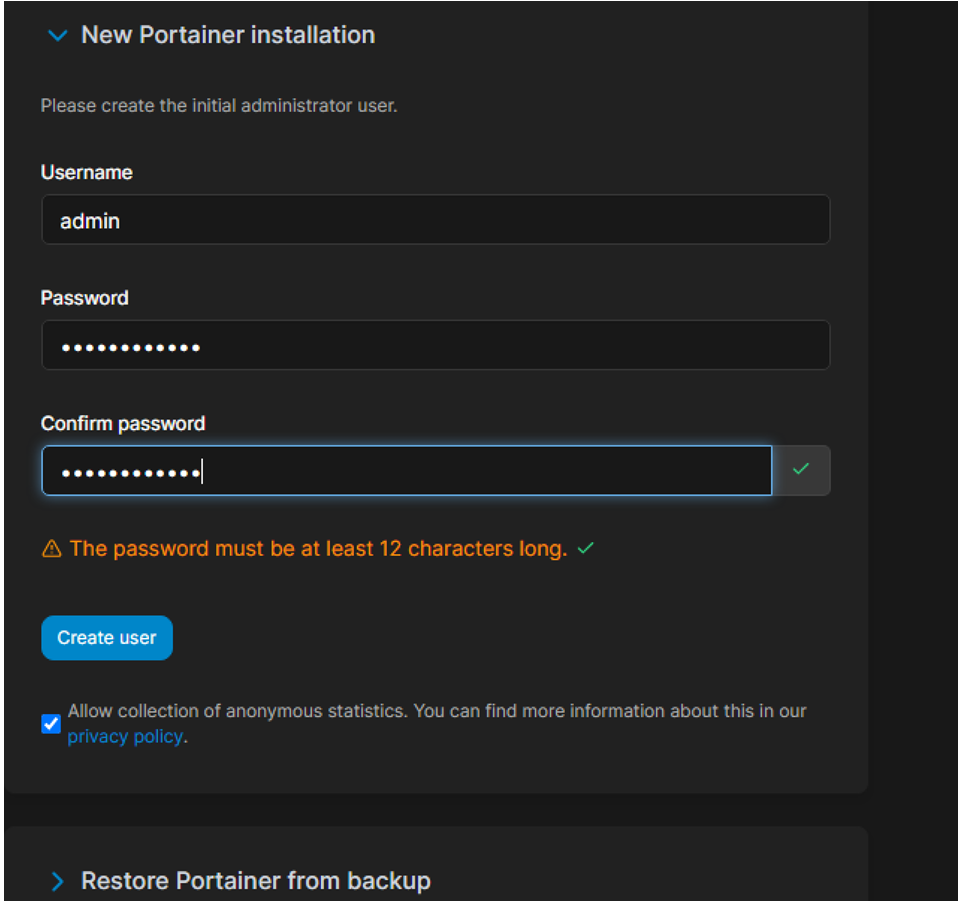 New Portainer installation
Please create the initial administrator user.
Username
admin
Password
••••••••••••
Confirm password
••••••••••••
The password must be at least 12 characters long.
Create user
Allow collection of anonymous statistics. You can find more information about this in our
privacy policy.
Restore Portainer from backup